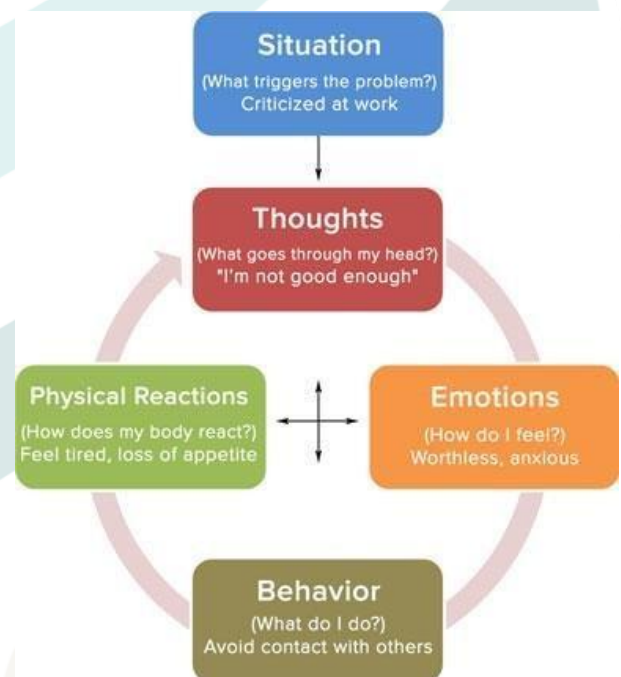 Situation
(What triggers the problem?)
Criticized at work
Thoughts
(What goes through my head?)
"I'm not good enough"
Physical Reactions
(How does my body react?)
Feel tired, loss of appetite
Emotions
(How do I feel?)
Worthless, anxious
Behavior
(What do I do?)
Avoid contact with others